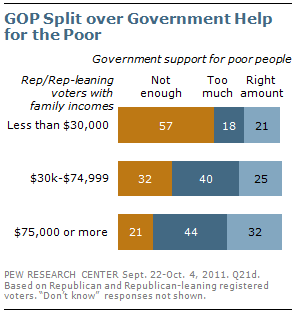 GOP Split over Government Help
for the Poor
Government support for poor people
Rep/Rep-leaning
voters with
family incomes
Not
enough
Too
much
Right
amount
Less than $30,000
57 18 21
$30k-$74,999
32 40 25
$75,000 or more
21 44 32
PEW RESEARCH CENTER Sept. 22-Oct. 4, 2011. Q21d.
Based on Republican and Republican-leaning registered
voters. "Don't know" responses not shown.